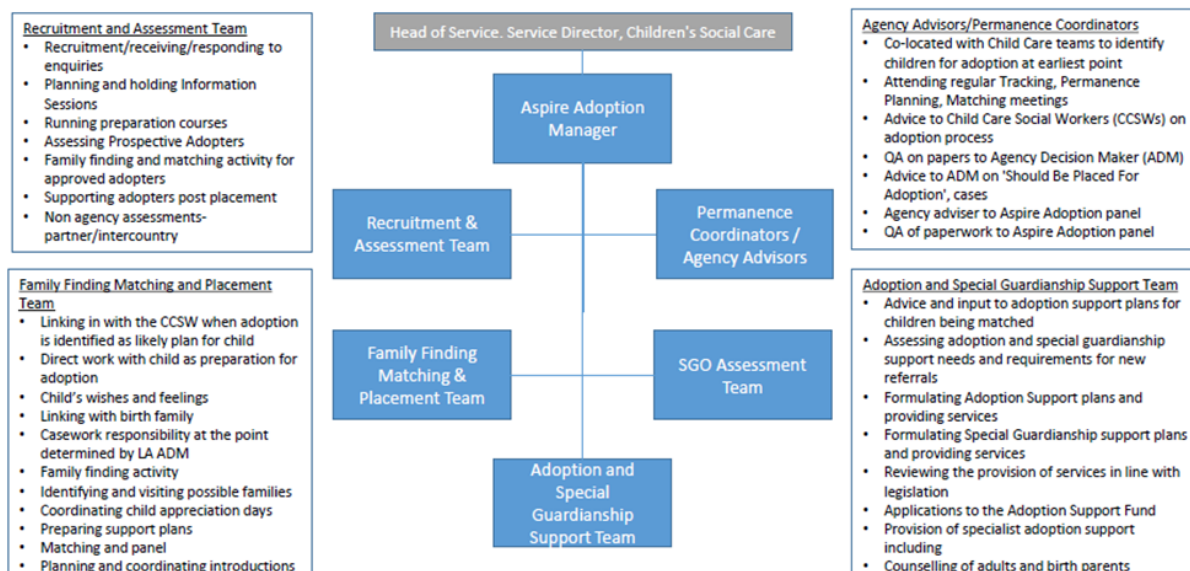 Recruitment and Assessment Team
• Recruitment/receiving/responding to
enquiries
• Planning and holding Information
Sessions
• Running preparation courses
• Assessing Prospective Adopters
• Family finding and matching activity for
approved adopters
• Supporting adopters post placement
• Non agency assessments-
partner/intercountry
Family Finding Matching and Placement
Team
• Linking in with the CCSW when adoption
is identified as likely plan for child
• Direct work with child as preparation for
adoption
• Child's wishes and feelings
• Linking with birth family
• Casework responsibility at the point
determined by LA ADM
• Family finding activity
• Identifying and visiting possible families
• Coordinating child appreciation days
• Preparing support plans
• Matching and panel
• Planning and coordinating introductions
Head of Service. Service Director, Children's Social Care
Aspire Adoption
Manager
Recruitment &
Assessment Team
Permanence
Coordinators /
Agency Advisors
Family Finding
Matching &
Placement Team
SGO Assessment
Team
Adoption and
Special
Guardianship
Support Team
Agency Advisors/Permanence Coordinators
• Co-located with Child Care teams to identify
children for adoption at earliest point
• Attending regular Tracking, Permanence
Planning, Matching meetings
• Advice to Child Care Social Workers (CCSWs) on
adoption process
• QA on papers to Agency Decision Maker (ADM)
• Advice to ADM on 'Should Be Placed For
Adoption', cases
• Agency adviser to Aspire Adoption panel
• QA of paperwork to Aspire Adoption panel
Adoption and Special Guardianship Support Team
• Advice and input to adoption support plans for
children being matched
• Assessing adoption and special guardianship
support needs and requirements for new
referrals
• Formulating Adoption Support plans and
providing services
• Formulating Special Guardianship support plans
and providing services
• Reviewing the provision of services in line with
legislation
• Applications to the Adoption Support Fund
• Provision of specialist adoption support
including
• Counselling of adults and birth parents